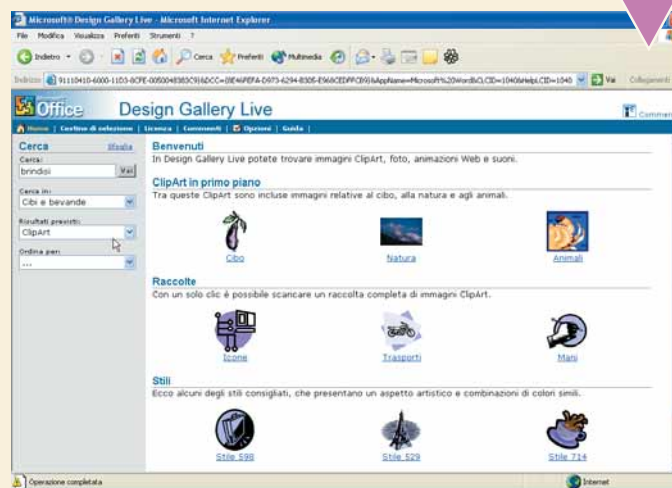 Microsoft® Design Gallery Live - Microsoft Internet Explorer
File Modifica Visualizza Preferiti Strumenti ?
Indietro Cerca Preferiti Multimedia
Indirizzo Vai Collegamenti
Office Design Gallery Live Commen
Home | Cestino di selezione | Licenza | Commenti | Opzioni | Guida |
Cerca Sfoglia
Cerca:
brindisi Vai
Cerca in:
Cibi e bevande
Risultati previsti:
ClipArt
Ordina per:
...
Benvenuti
In Design Gallery Live potete trovare immagini ClipArt, foto, animazioni Web e suoni.
ClipArt in primo piano
Tra queste ClipArt sono incluse immagini relative al cibo, alla natura e agli animali.
Cibo Natura Animali
Raccolte
Con un solo clic è possibile scaricare un raccolta completa di immagini ClipArt.
Icone Trasporti Mani
Stili
Ecco alcuni degli stili consigliati, che presentano un aspetto artistico e combinazioni di colori simili.
Stile 598 Stile 529 Stile 714
Operazione completata Internet